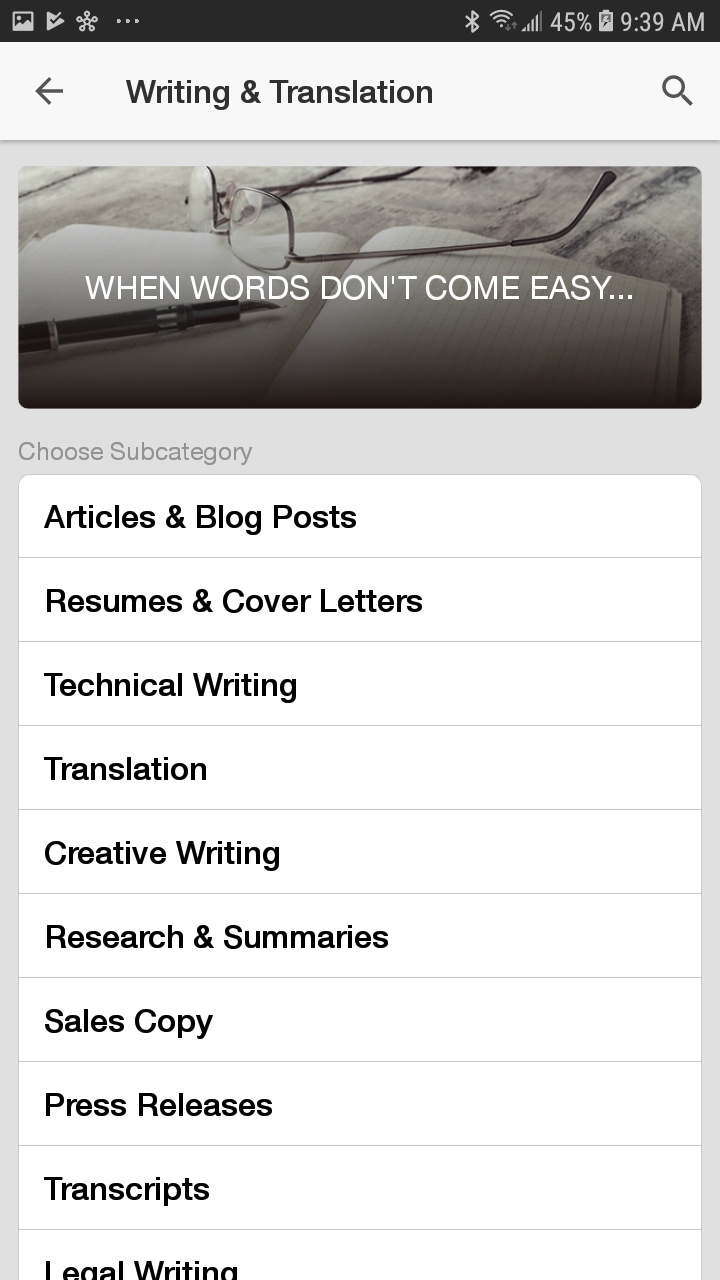 45% 9:39 AM
Writing & Translation
WHEN WORDS DON'T COME EASY...
Choose Subcategory
Articles & Blog Posts
Resumes & Cover Letters
Technical Writing
Translation
Creative Writing
Research & Summaries
Sales Copy
Press Releases
Transcripts
Legal Writing